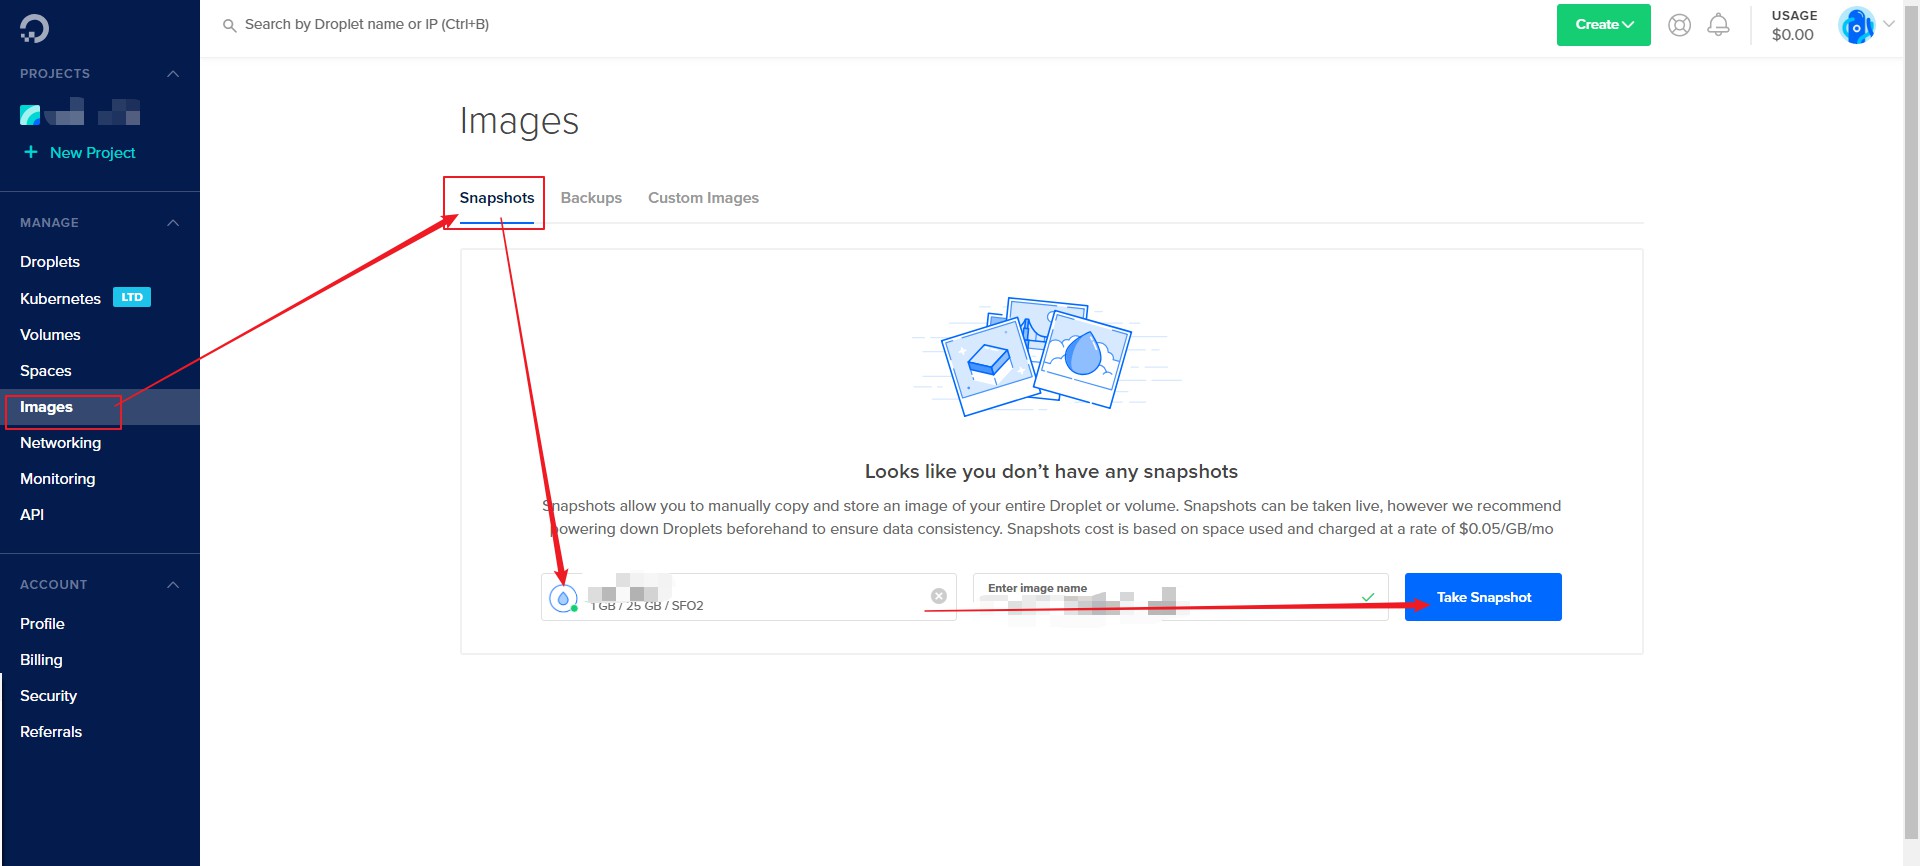 Search by Droplet name or IP (Ctrl+B)
Create
USAGE
$0.00
PROJECTS
+ New Project
MANAGE
Droplets
Kubernetes LTD
Volumes
Spaces
Images
Networking
Monitoring
API
ACCOUNT
Profile
Billing
Security
Referrals
Images
Snapshots Backups Custom Images
Looks like you don’t have any snapshots
Snapshots allow you to manually copy and store an image of your entire Droplet or volume. Snapshots can be taken live, however we recommend
powering down Droplets beforehand to ensure data consistency. Snapshots cost is based on space used and charged at a rate of $0.05/GB/mo
1 GB / 25 GB / SFO2
Enter image name
Take Snapshot